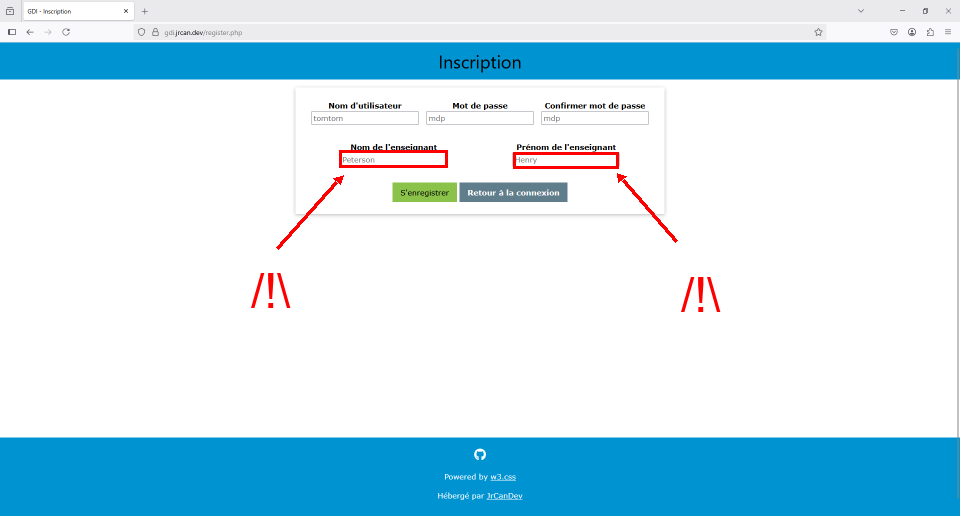 GDI - Inscription
gdi.jrcan.dev/register.php
Inscription
Nom d'utilisateur Mot de passe Confirmer mot de passe
tomtom mdp mdp
Nom de l'enseignant Prénom de l'enseignant
Peterson Henry
S'enregistrer Retour à la connexion
/!\ /!\
Powered by w3.css
Hébergé par JrCanDev